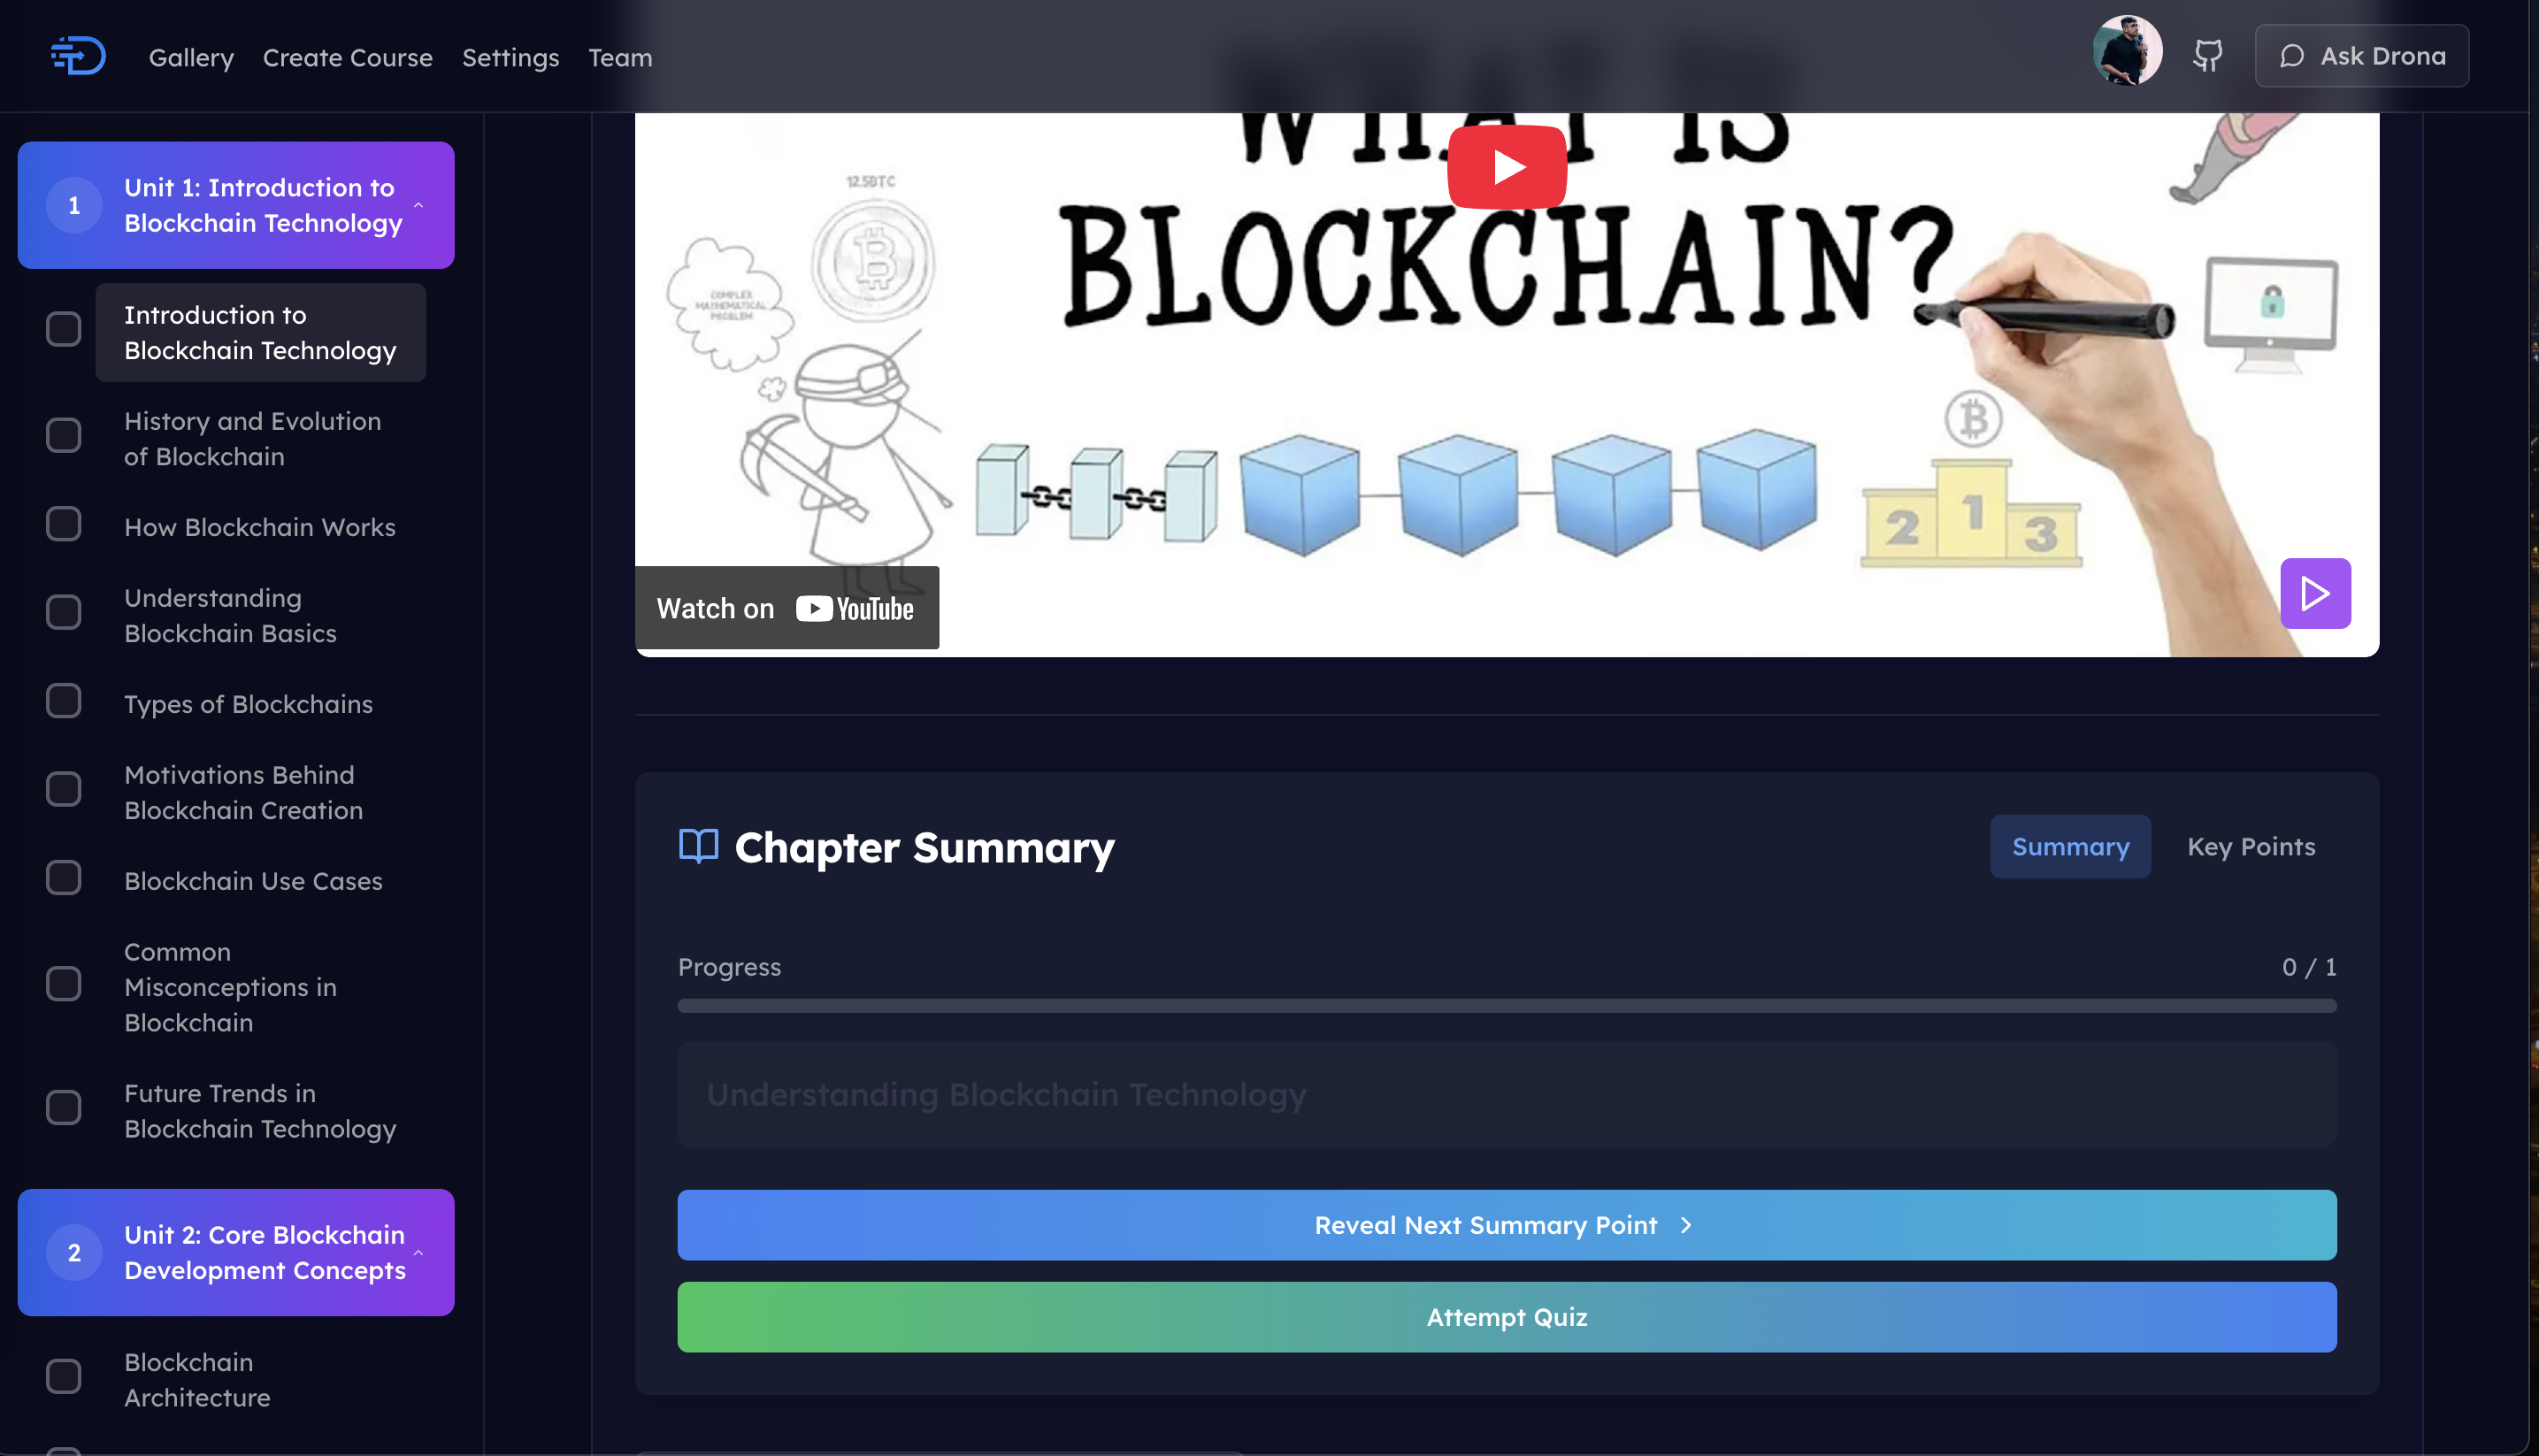 Gallery
Create Course
Settings
Team
Ask Drona
1
Unit 1: Introduction to
Blockchain Technology
Introduction to
Blockchain Technology
History and Evolution
of Blockchain
How Blockchain Works
Understanding
Blockchain Basics
Types of Blockchains
Motivations Behind
Blockchain Creation
Blockchain Use Cases
Common
Misconceptions in
Blockchain
Future Trends in
Blockchain Technology
2
Unit 2: Core Blockchain
Development Concepts
Blockchain
Architecture
WHAT IS
BLOCKCHAIN?
12.5BTC
COMPLEX
MATHEMATICAL
PROBLEM
2 1 3
Watch on YouTube
Chapter Summary
Summary
Key Points
Progress
0 / 1
Understanding Blockchain Technology
Reveal Next Summary Point
Attempt Quiz